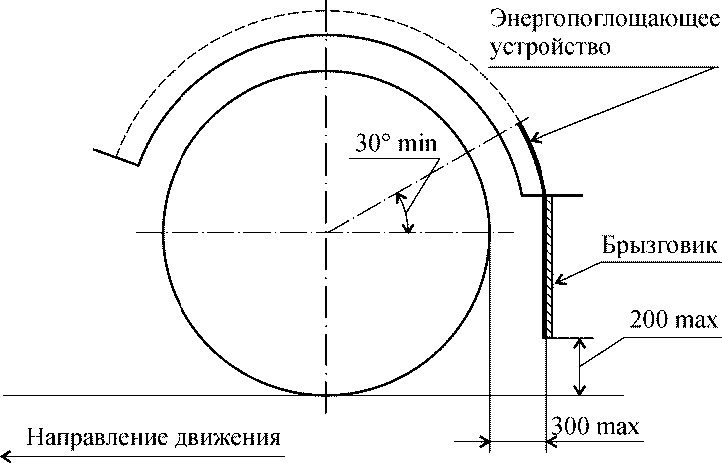 Энергопоглощающее
устройство
30° min
Брызговик
200 max
300 max
Направление движения